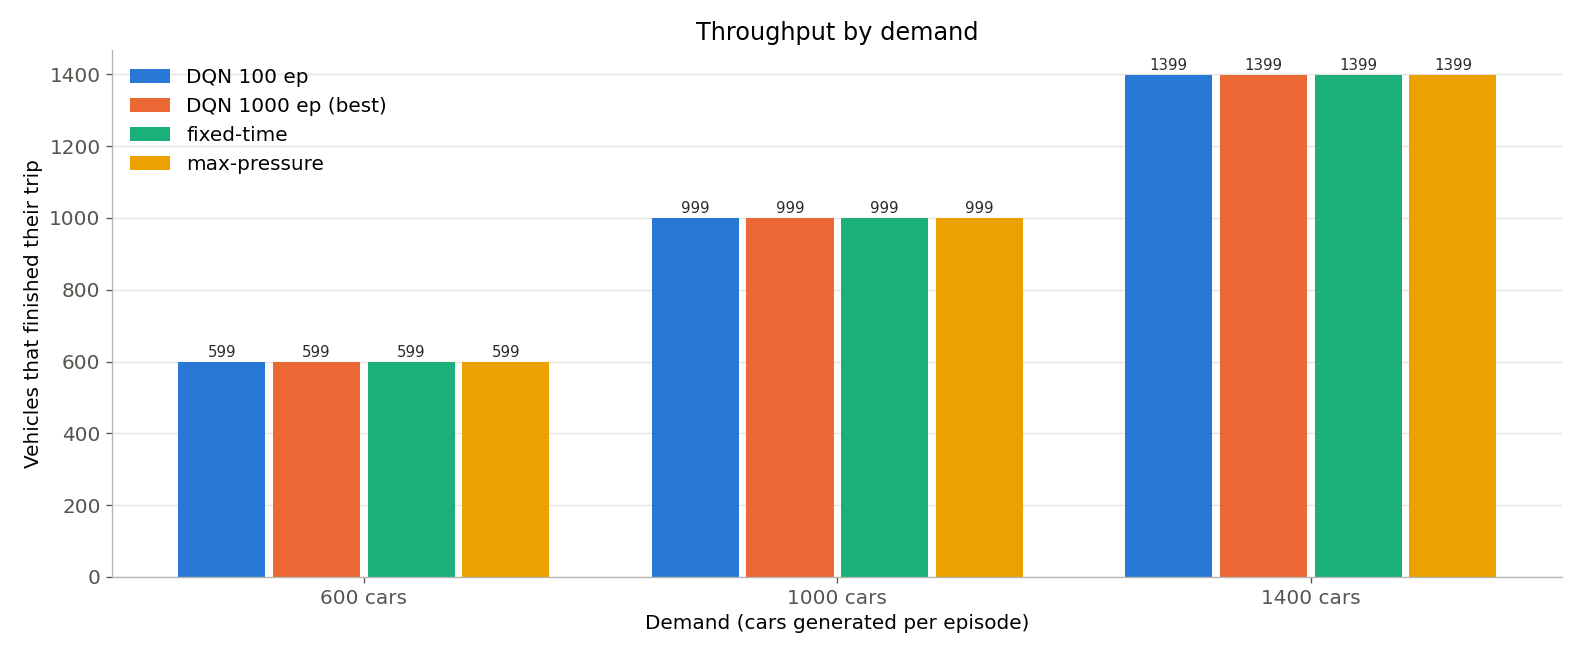 Throughput by demand
DQN 100 ep
DQN 1000 ep (best)
fixed-time
max-pressure
Vehicles that finished their trip
1400
1200
1000
800
600
400
200
0
599 599 599 599
999 999 999 999
1399 1399 1399 1399
600 cars 1000 cars 1400 cars
Demand (cars generated per episode)